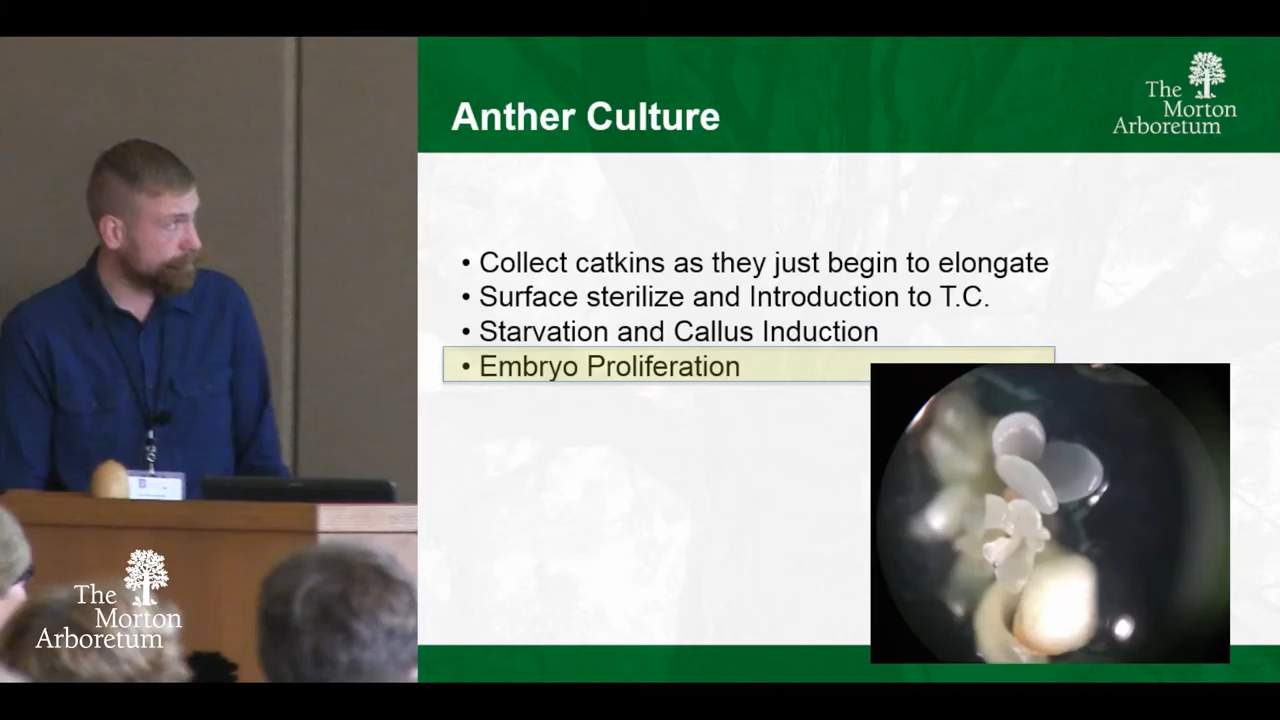 Anther Culture
The
Morton
Arboretum
• Collect catkins as they just begin to elongate
• Surface sterilize and Introduction to T.C.
• Starvation and Callus Induction
• Embryo Proliferation
The
Morton
Arboretum